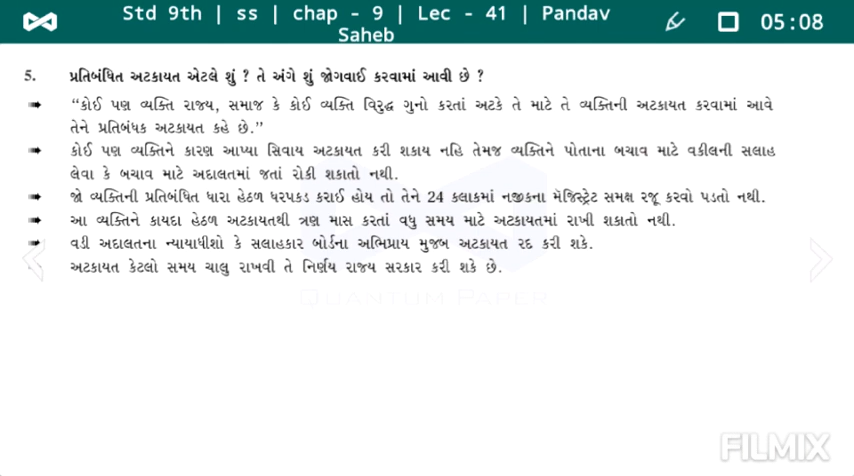 Std 9th | ss | chap - 9 | Lec - 41 | Pandav
Saheb
05:08
5. પ્રતિબંધિત અટકાયત એટલે શું ? તે અંગે શું જોગવાઈ કરવામાં આવી છે ?
➠ “કોઈ પણ વ્યક્તિ રાજ્ય, સમાજ કે કોઈ વ્યક્તિ વિરુદ્ધ ગુનો કરતાં અટકે તે માટે તે વ્યક્તિની અટકાયત કરવામાં આવે
તેને પ્રતિબંધક અટકાયત કહે છે.”
➠ કોઈ પણ વ્યક્તિને કારણ આપ્યા સિવાય અટકાયત કરી શકાય નહિ તેમજ વ્યક્તિને પોતાના બચાવ માટે વકીલની સલાહ
લેવા કે બચાવ માટે અદાલતમાં જતાં રોકી શકાતો નથી.
➠ જો વ્યક્તિની પ્રતિબંધિત ધારા હેઠળ ધરપકડ કરાઈ હોય તો તેને 24 કલાકમાં નજીકના મૅજિસ્ટ્રેટ સમક્ષ રજૂ કરવો પડતો નથી.
➠ આ વ્યક્તિને કાયદા હેઠળ અટકાયતથી ત્રણ માસ કરતાં વધુ સમય માટે અટકાયતમાં રાખી શકાતો નથી.
➠ વડી અદાલતના ન્યાયાધીશો કે સલાહકાર બોર્ડના અભિપ્રાય મુજબ અટકાયત રદ કરી શકે.
અટકાયત કેટલો સમય ચાલુ રાખવી તે નિર્ણય રાજ્ય સરકાર કરી શકે છે.
QUANTUM PAPER
FILMIX